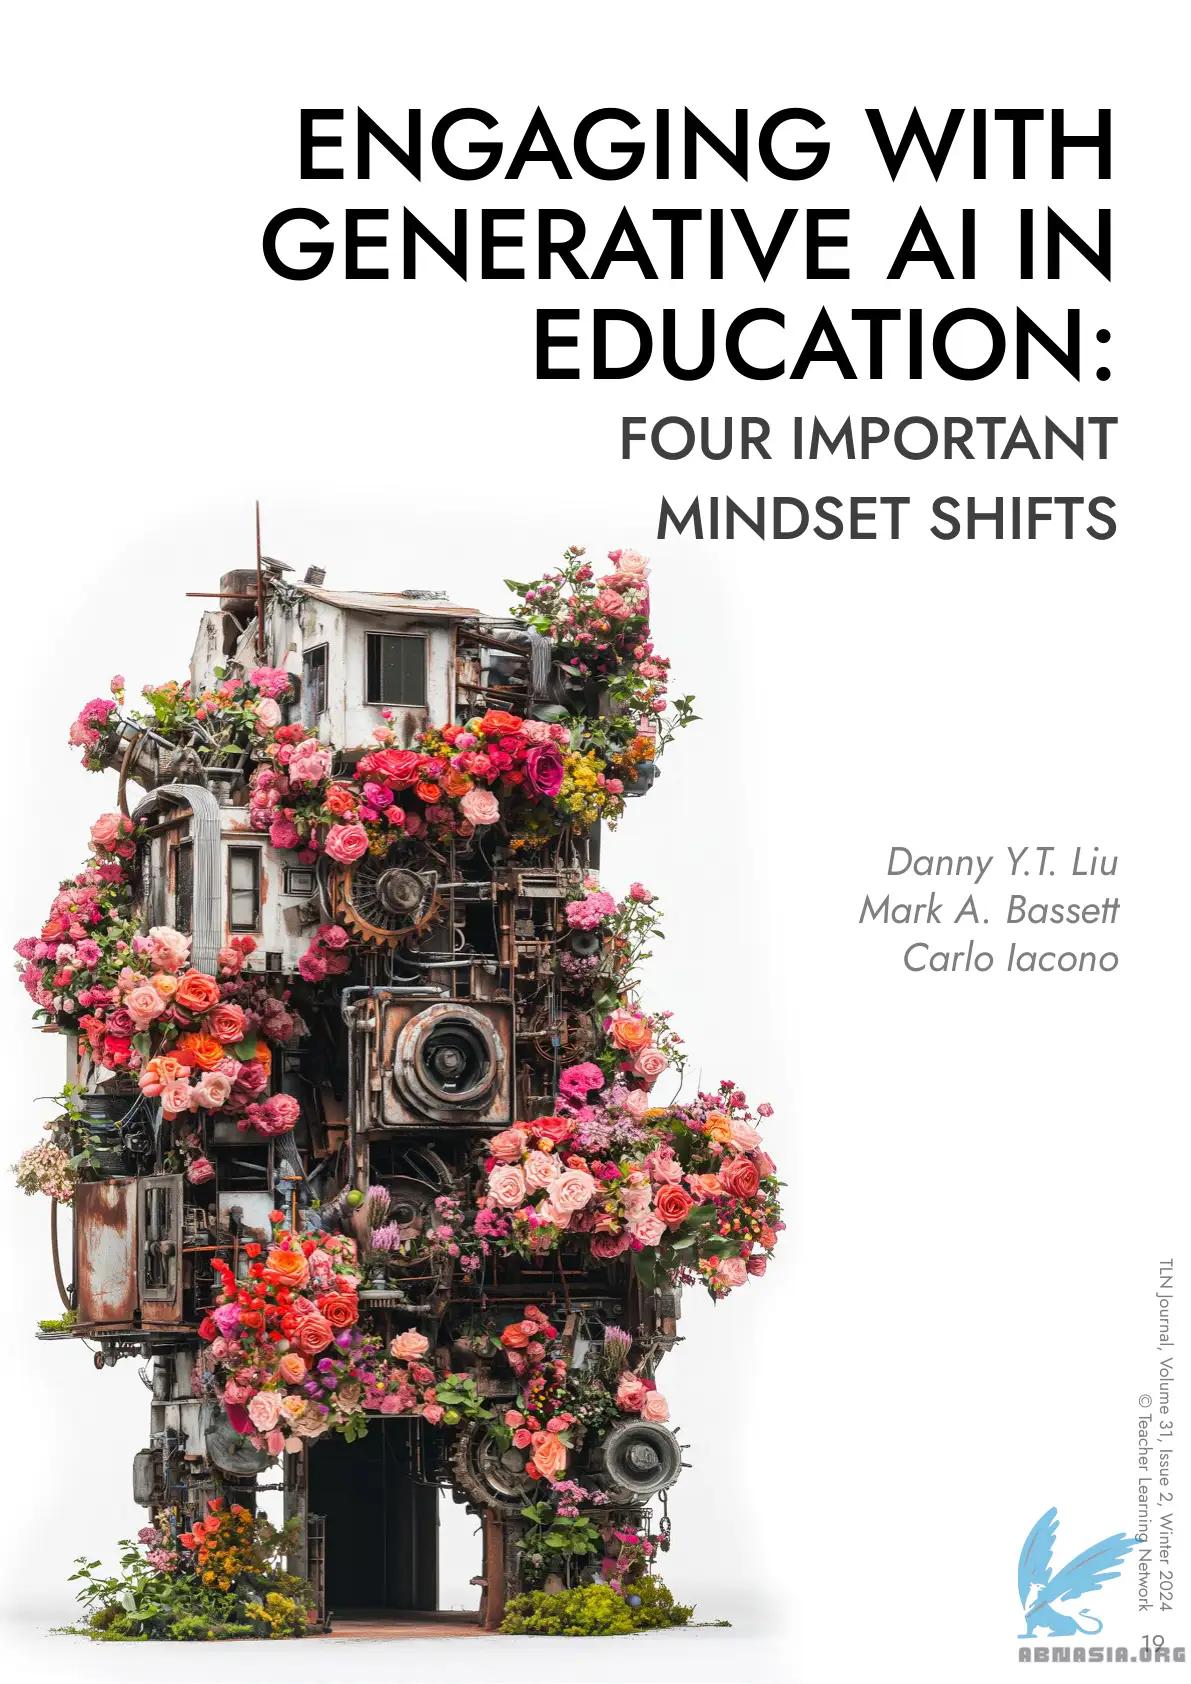 ENGAGING WITH
GENERATIVE AI IN
EDUCATION:
FOUR IMPORTANT
MINDSET SHIFTS
Danny Y.T. Liu
Mark A. Bassett
Carlo Iacono
TLN Journal, Volume 31, Issue 2, Winter 2024
© Teacher Learning Network
19
ABNASIA.ORG